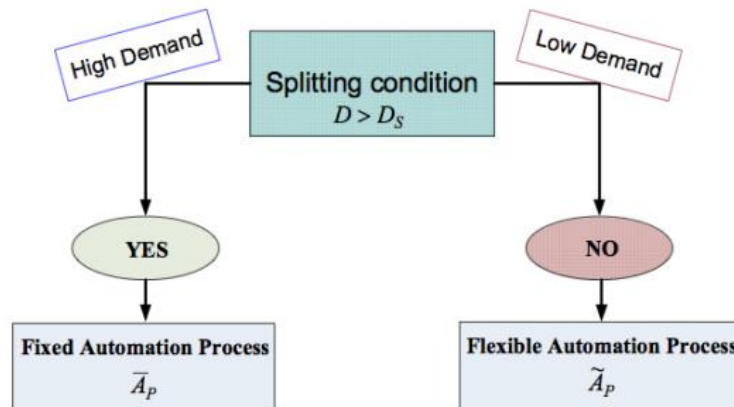 High Demand
Splitting condition
D > D_S
Low Demand
YES
NO
Fixed Automation Process
A̅_P
Flexible Automation Process
Ã_P